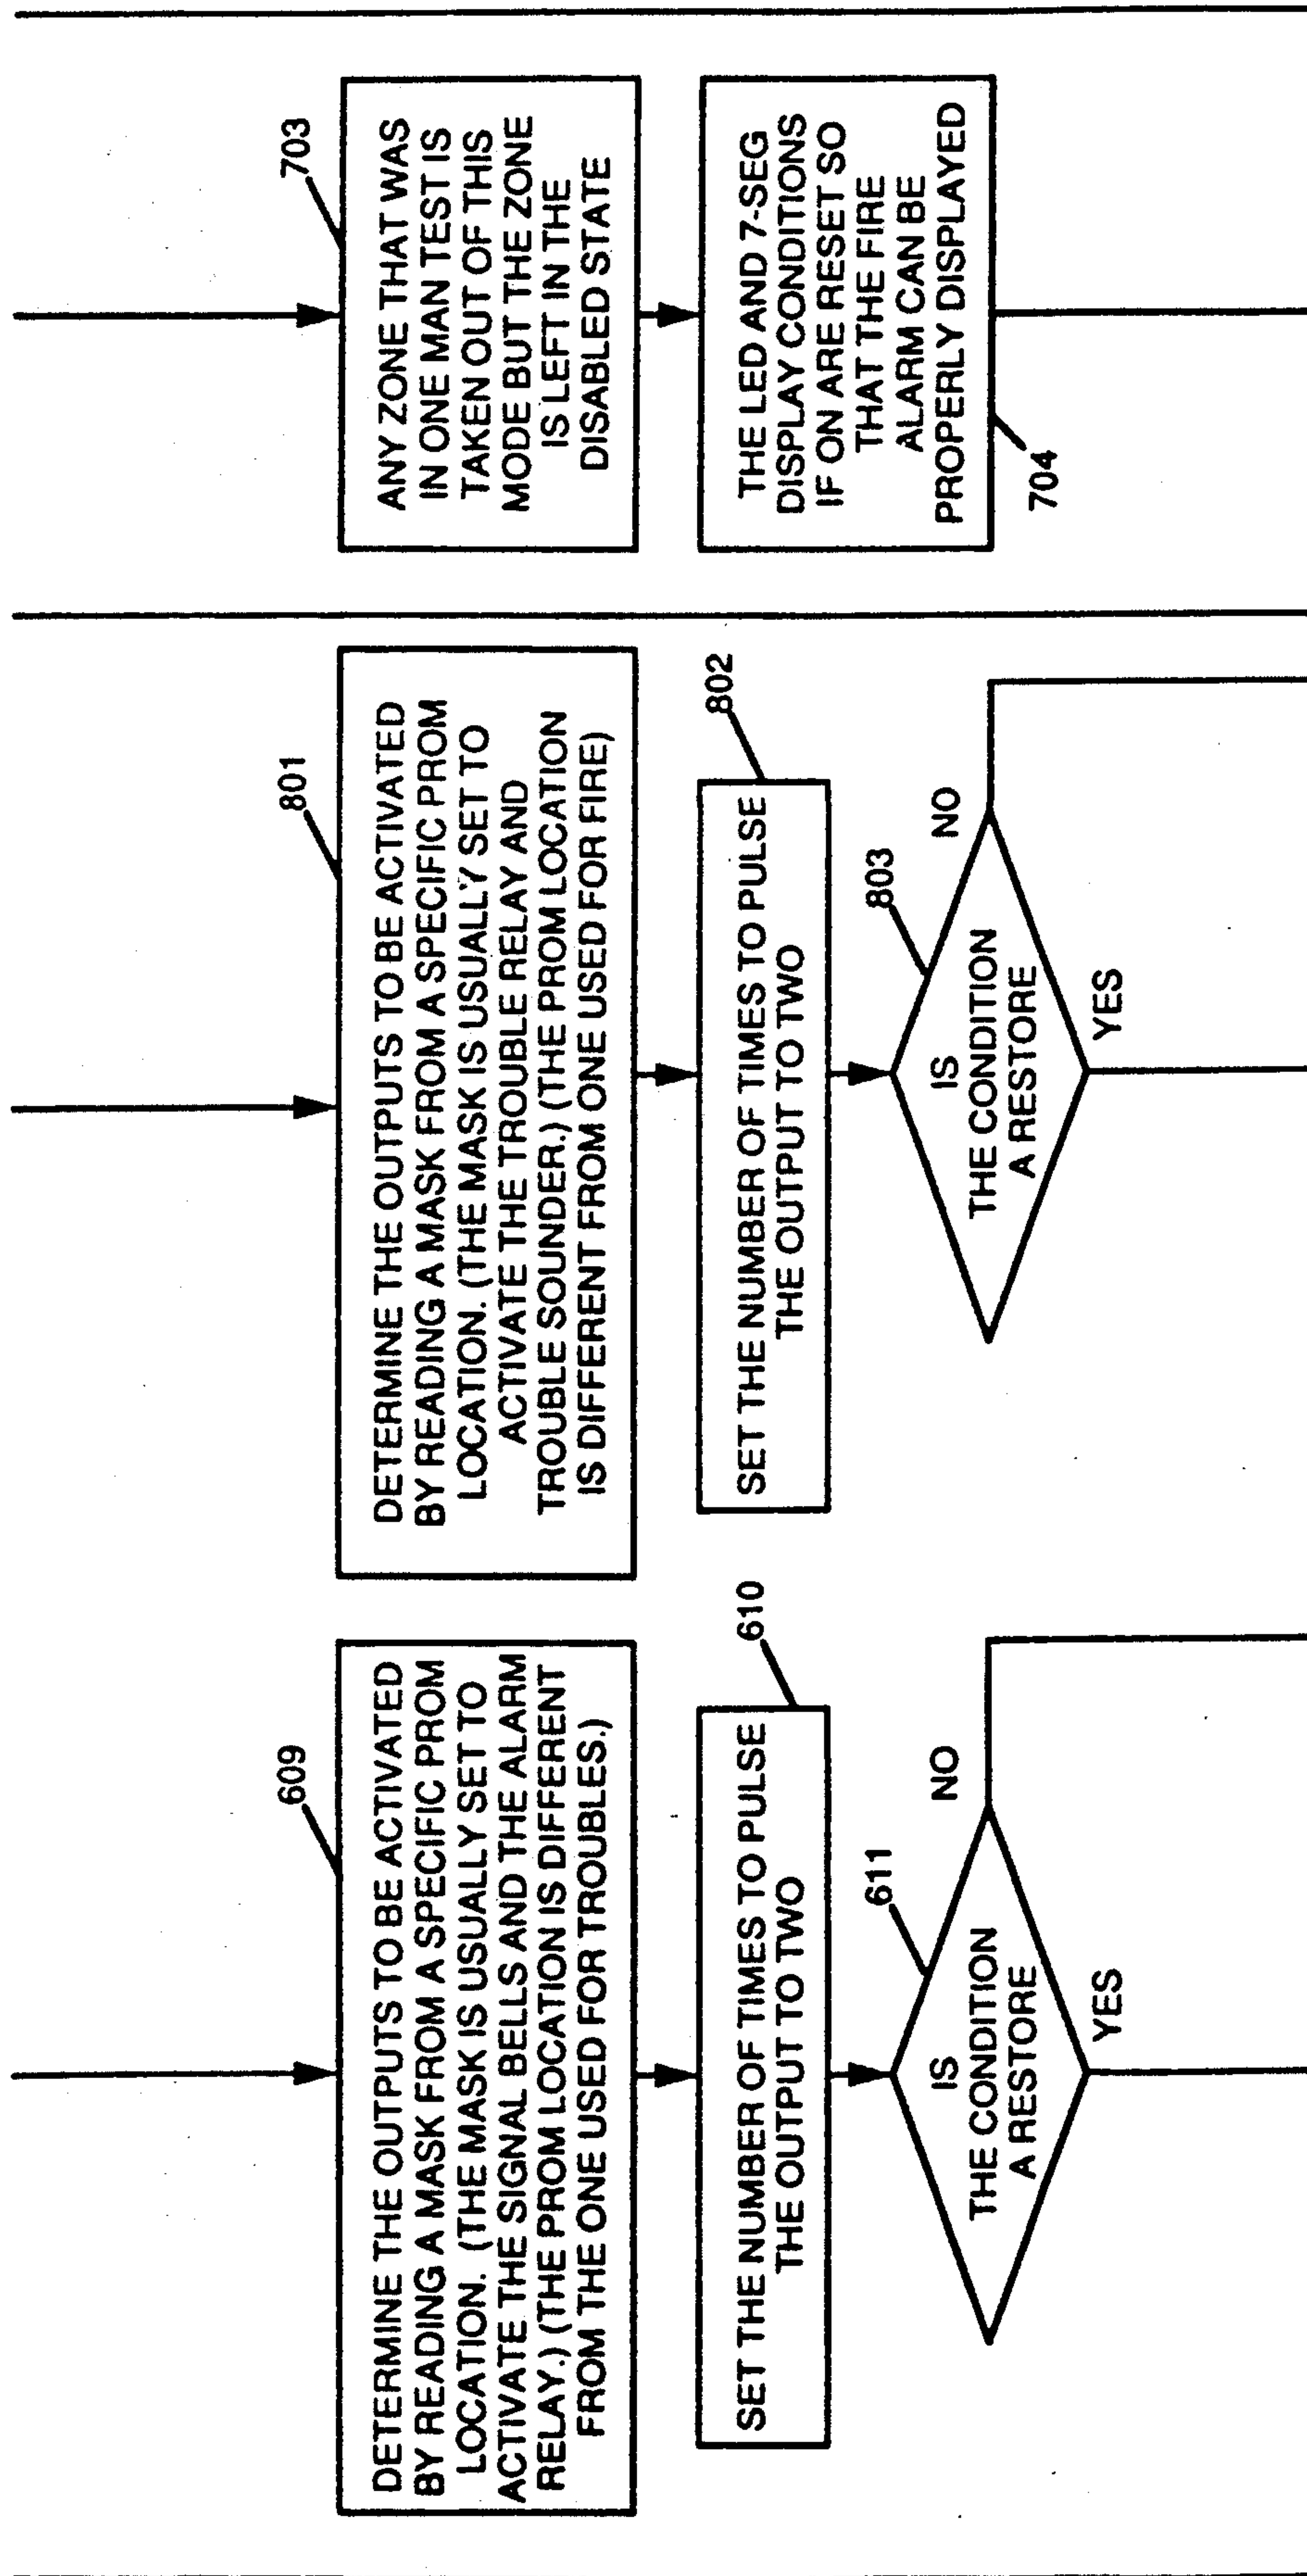 609
DETERMINE THE OUTPUTS TO BE ACTIVATED
BY READING A MASK FROM A SPECIFIC PROM
LOCATION. (THE MASK IS USUALLY SET TO
ACTIVATE THE SIGNAL BELLS AND THE ALARM
RELAY.) (THE PROM LOCATION IS DIFFERENT
FROM THE ONE USED FOR TROUBLES.)
610
SET THE NUMBER OF TIMES TO PULSE
THE OUTPUT TO TWO
611
IS
THE CONDITION
A RESTORE
NO
YES
801
DETERMINE THE OUTPUTS TO BE ACTIVATED
BY READING A MASK FROM A SPECIFIC PROM
LOCATION. (THE MASK IS USUALLY SET TO
ACTIVATE THE TROUBLE RELAY AND
TROUBLE SOUNDER.) (THE PROM LOCATION
IS DIFFERENT FROM ONE USED FOR FIRE)
802
SET THE NUMBER OF TIMES TO PULSE
THE OUTPUT TO TWO
803
IS
THE CONDITION
A RESTORE
NO
YES
703
ANY ZONE THAT WAS
IN ONE MAN TEST IS
TAKEN OUT OF THIS
MODE BUT THE ZONE
IS LEFT IN THE
DISABLED STATE
THE LED AND 7-SEG
DISPLAY CONDITIONS
IF ON ARE RESET SO
THAT THE FIRE
ALARM CAN BE
PROPERLY DISPLAYED
704